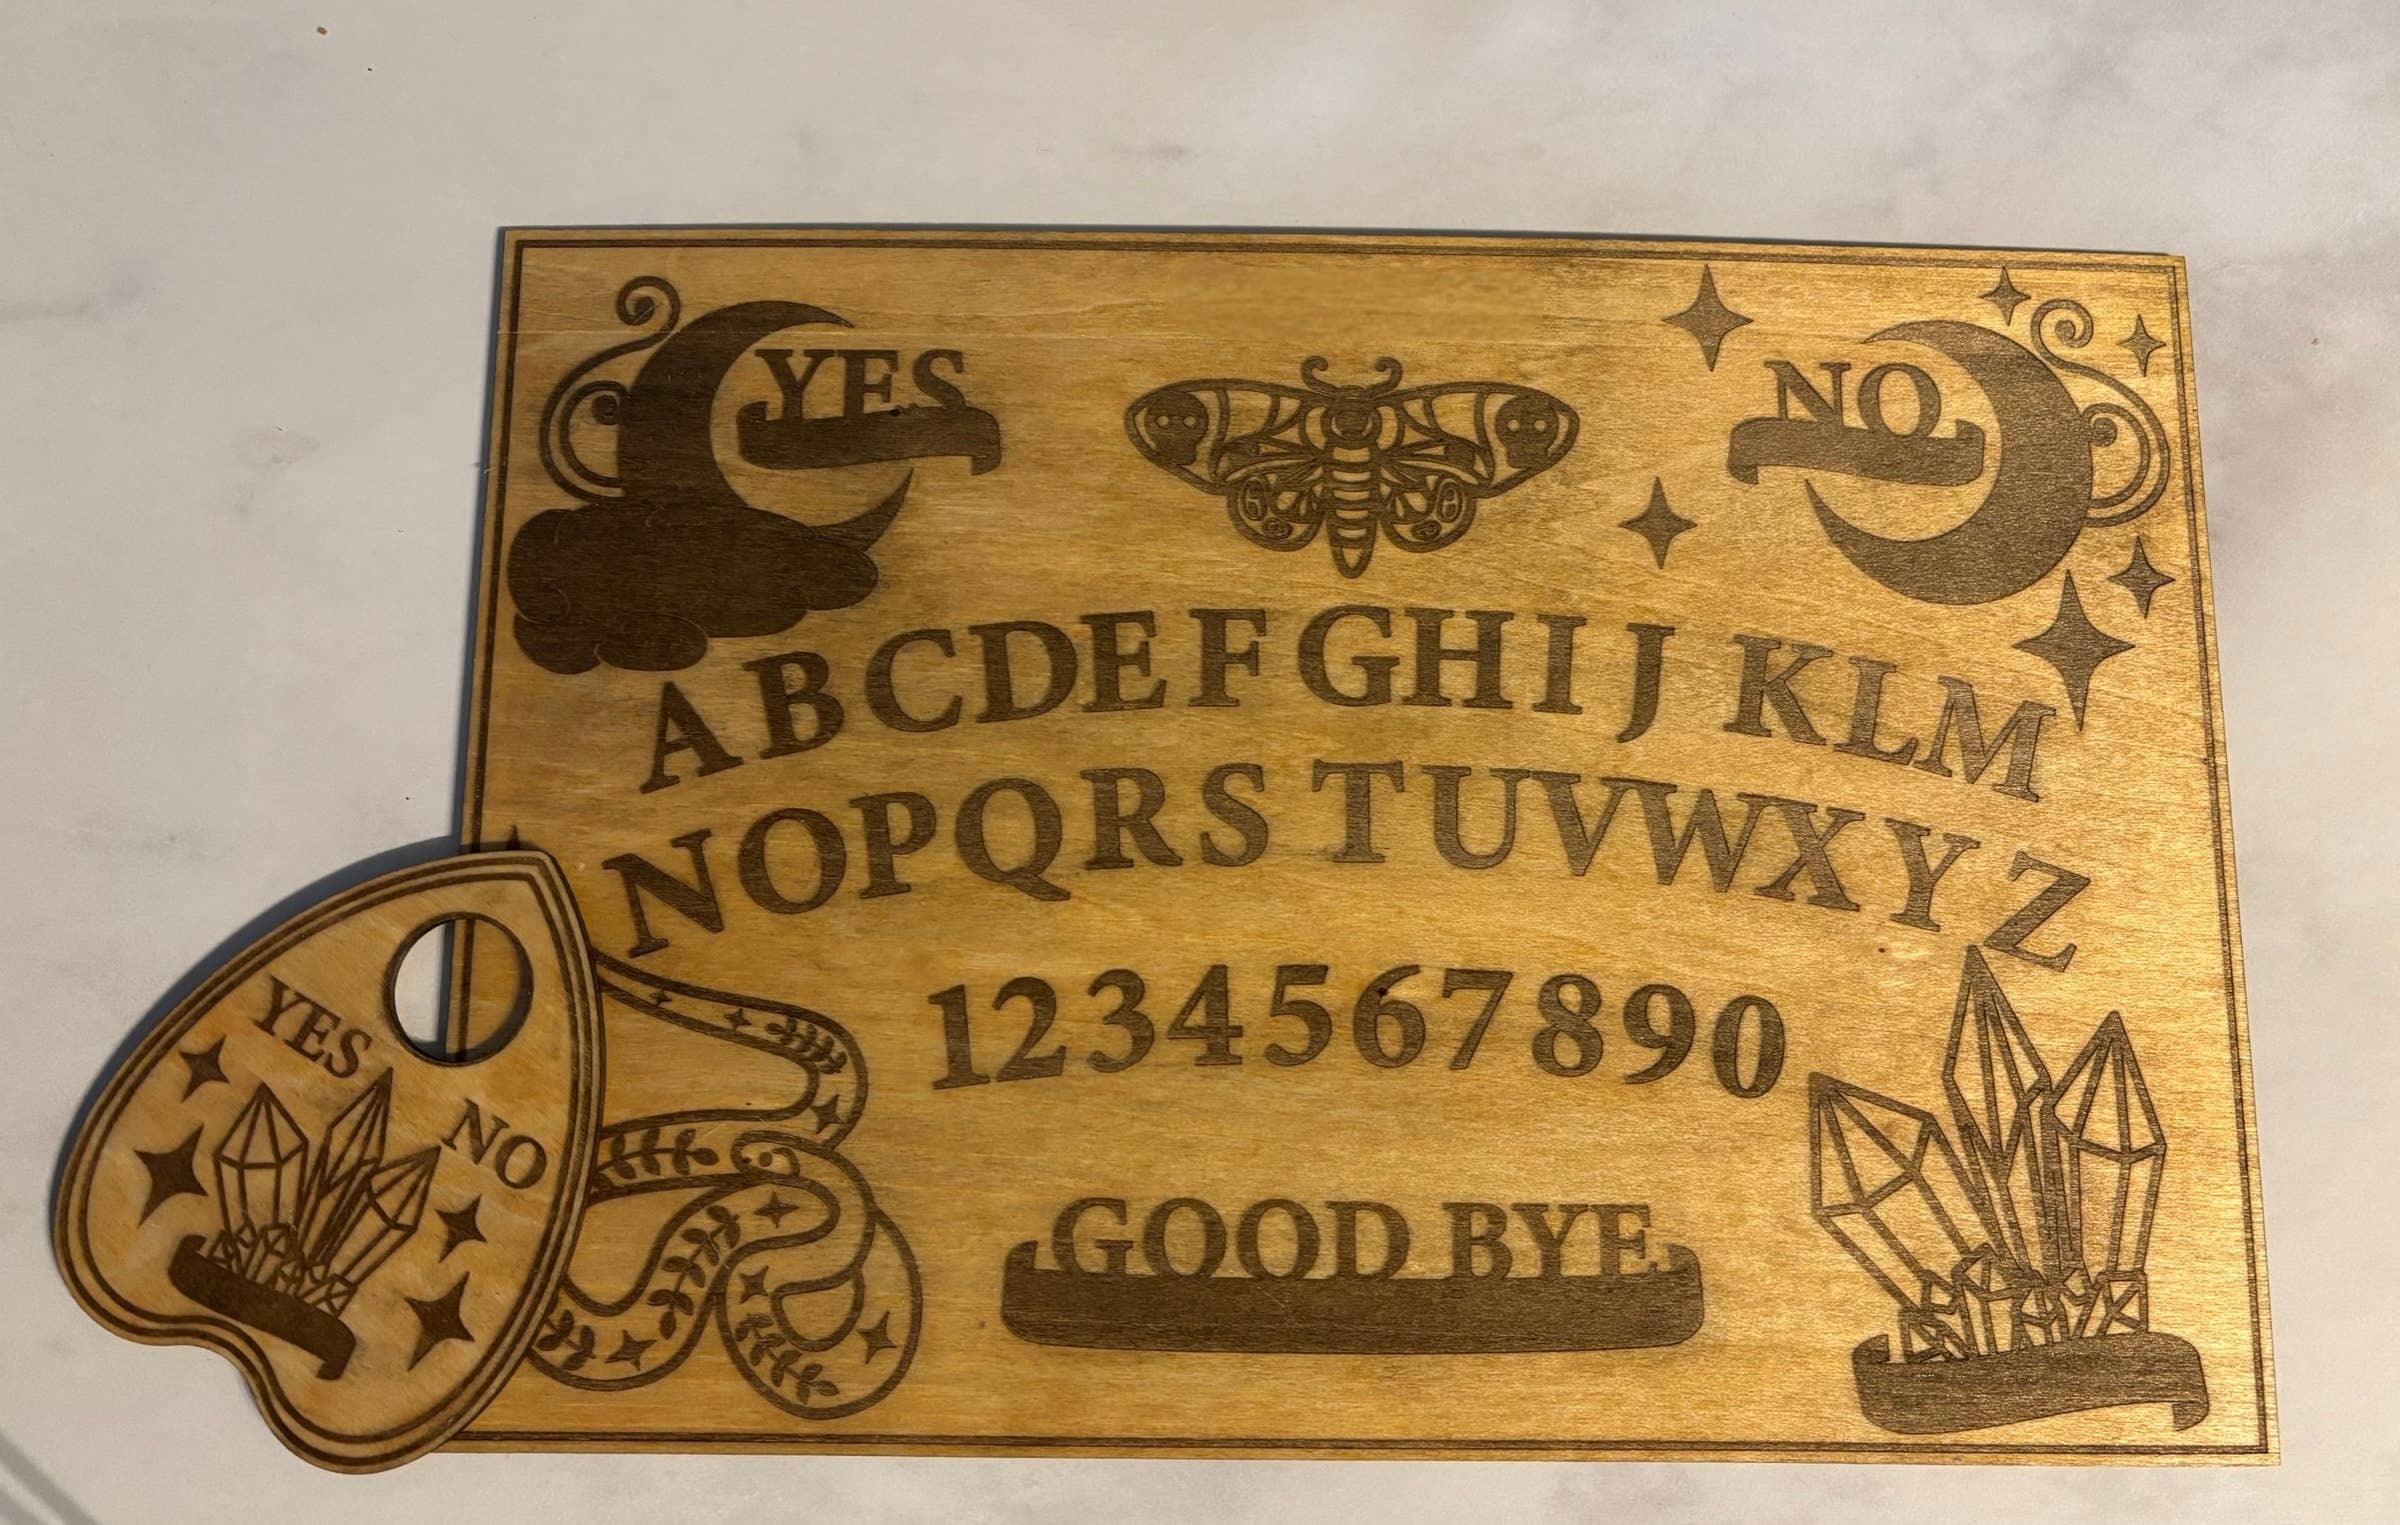 YES
NO
ABCDEFGHIJKLM
NOPQRSTUVWXYZ
1234567890
GOOD BYE
YES
NO